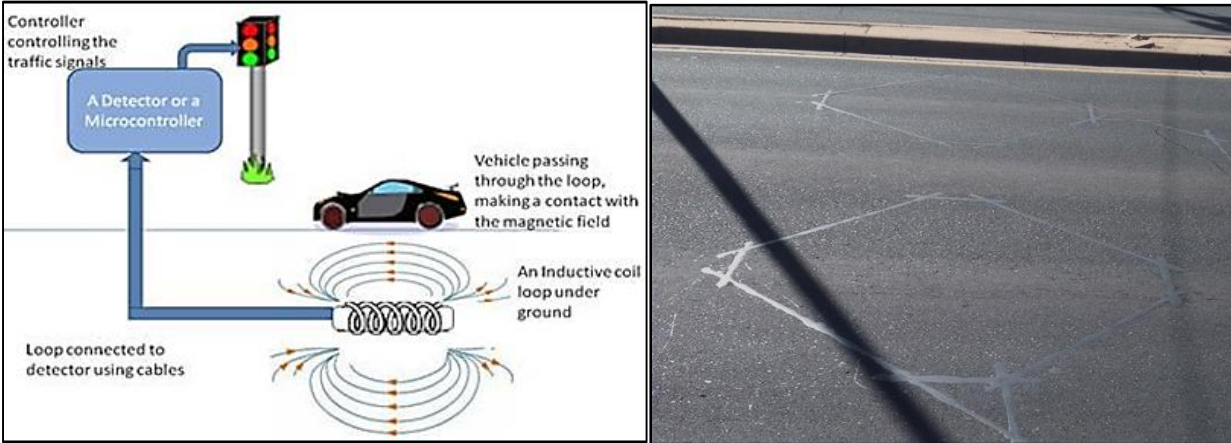 Controller
controlling the
traffic signals
A Detector or a
Microcontroller
Vehicle passing
through the loop,
making a contact with
the magnetic field
An Inductive coil
loop under
ground
Loop connected to
detector using cables